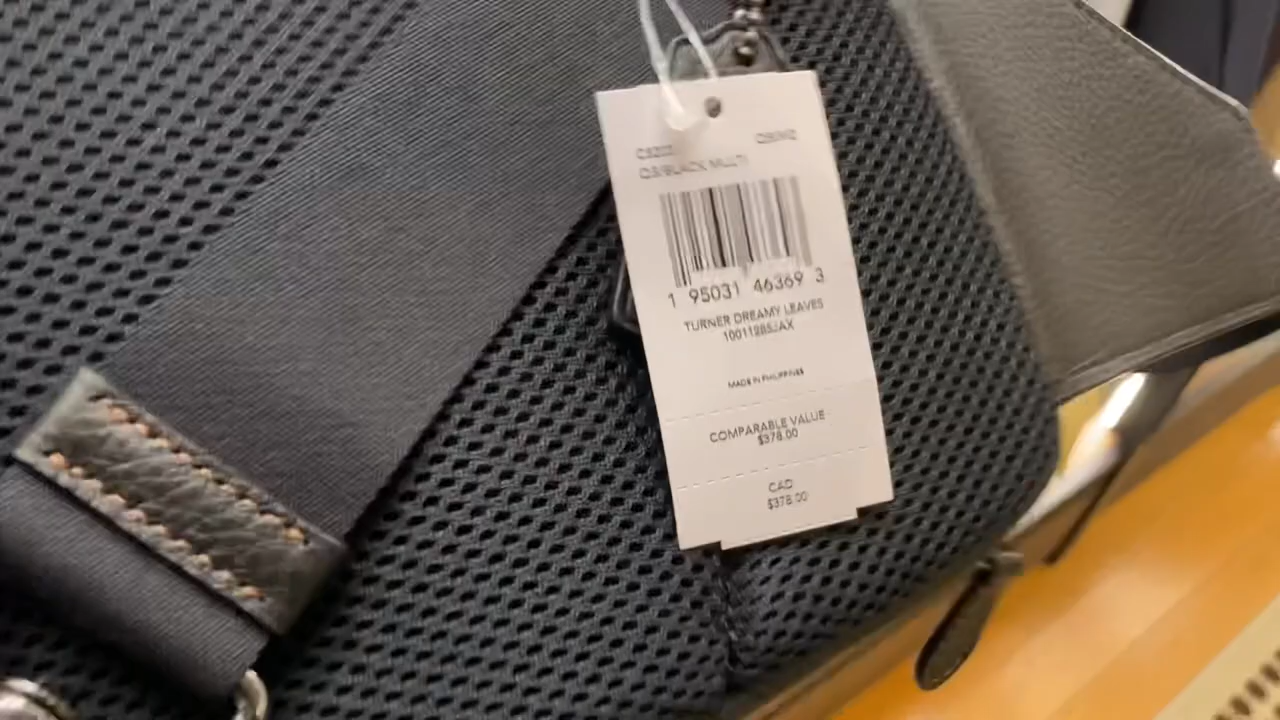 QB/BLACK MULTI
1 95031 46369 3
TURNER DREAMY LEAVES
10011285JAX
MADE IN PHILIPPINES
COMPARABLE VALUE
$378.00
CAD
$378.00